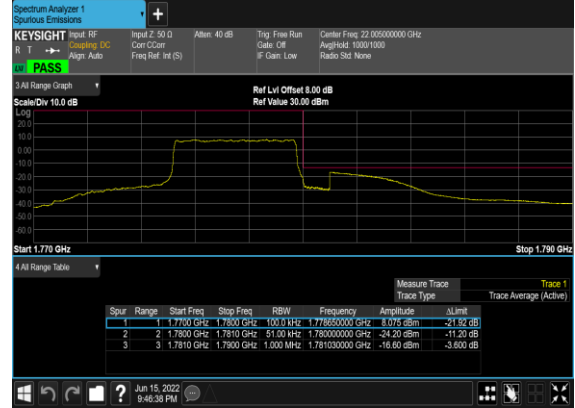 Spectrum Analyzer 1
Spurious Emissions
KEYSIGHT Input: RF Input Z: 50 Ω Atten: 40 dB Trig: Free Run Center Freq: 22.005000000 GHz
R T Coupling: DC Corr CCorr Gate: Off Avg|Hold: 1000/1000
Align: Auto Freq Ref: Int (S) IF Gain: Low Radio Std: None
PASS
3 All Range Graph
Ref Lvl Offset 8.00 dB
Scale/Div 10.0 dB Ref Value 30.00 dBm
Log
20.0
10.0
0.00
-10.0
-20.0
-30.0
-40.0
-50.0
-60.0
Start 1.770 GHz Stop 1.790 GHz
4 All Range Table
Measure Trace Trace 1
Trace Type Trace Average (Active)
Spur Range Start Freq Stop Freq RBW Frequency Amplitude ΔLimit
1 1 1.7700 GHz 1.7800 GHz 100.0 kHz 1.778650000 GHz 8.075 dBm -21.92 dB
2 2 1.7800 GHz 1.7810 GHz 51.00 kHz 1.780000000 GHz -24.20 dBm -11.20 dB
3 3 1.7810 GHz 1.7900 GHz 1.000 MHz 1.781030000 GHz -16.60 dBm -3.600 dB
Jun 15, 2022
9:46:38 PM